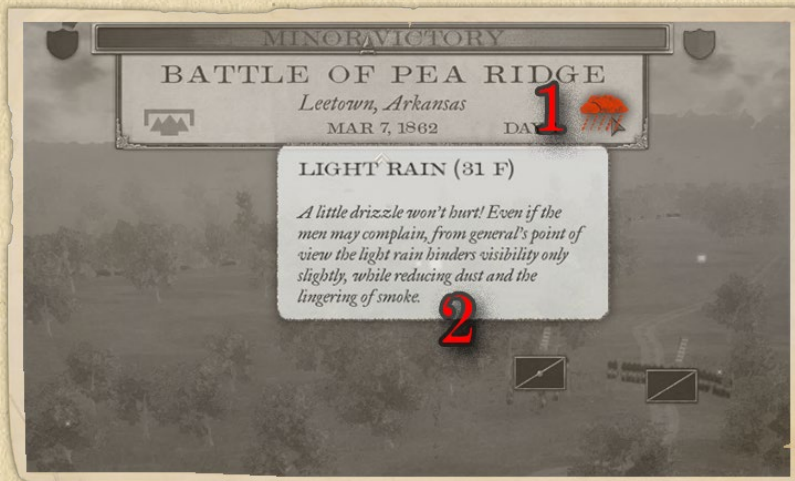 MINOR VICTORY
BATTLE OF PEA RIDGE
Leetown, Arkansas
MAR 7, 1862 DA
1
LIGHT RAIN (31 F)
A little drizzle won't hurt! Even if the
men may complain, from general's point of
view the light rain hinders visibility only
slightly, while reducing dust and the
lingering of smoke.
2